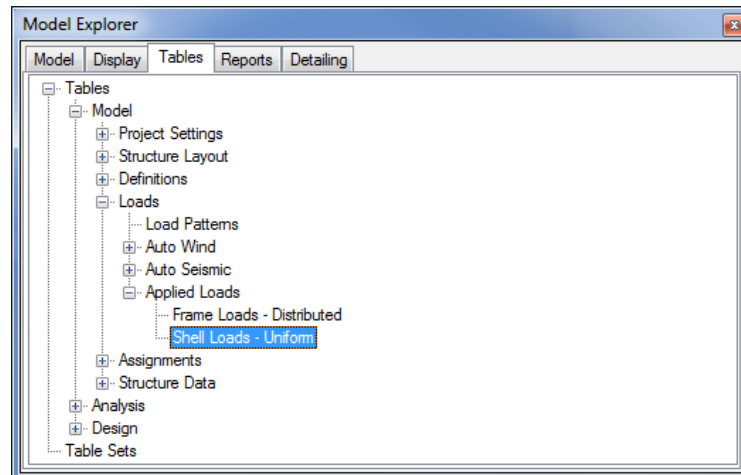 Model Explorer
Model Display Tables Reports Detailing
Tables
Model
Project Settings
Structure Layout
Definitions
Loads
Load Patterns
Auto Wind
Auto Seismic
Applied Loads
Frame Loads - Distributed
Shell Loads - Uniform
Assignments
Structure Data
Analysis
Design
Table Sets